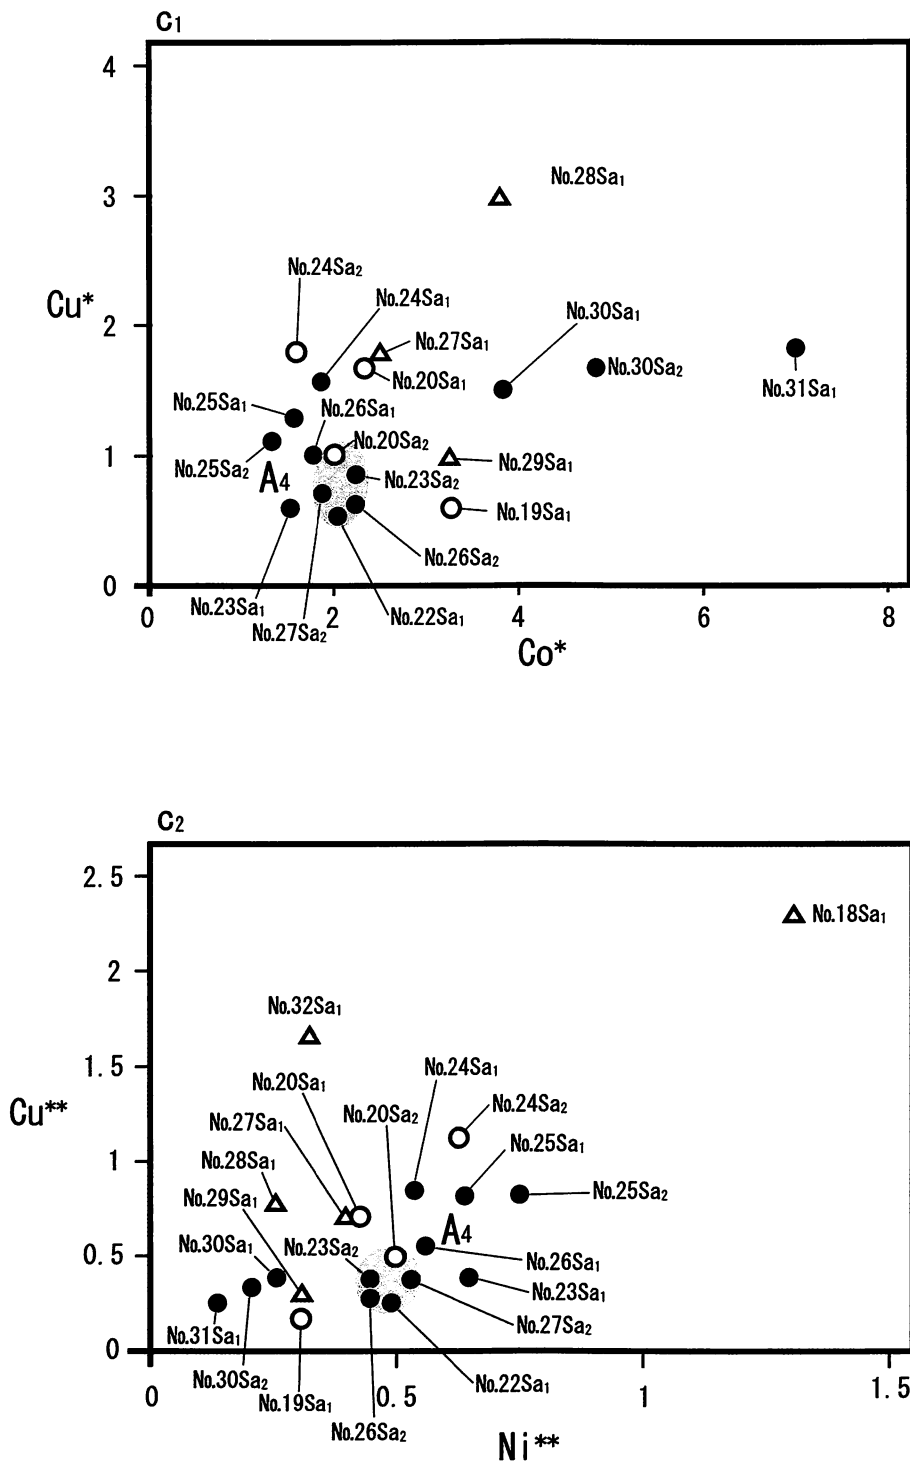 C1
4
No.28Sa1
3
No.24Sa2
Cu*
No.24Sa1
No.30Sa1
2
No.27Sa1
No.30Sa2
No.20Sa1
No.31Sa1
No.25Sa1
No.26Sa1
No.20Sa2
1
No.25Sa2
A4
No.23Sa2
No.29Sa1
No.19Sa1
No.26Sa2
0
No.23Sa1
No.27Sa2
No.22Sa1
0 2 4 6 8
Co*
C2
2.5
No.18Sa1
2
No.32Sa1
1.5
No.24Sa1
No.20Sa1
Cu**
No.20Sa2
No.24Sa2
No.27Sa1
No.25Sa1
1
No.28Sa1
No.25Sa2
No.29Sa1
A4
No.30Sa1
No.23Sa2
0.5
No.26Sa1
No.23Sa1
No.31Sa1
No.27Sa2
0
No.30Sa2
No.22Sa1
No.19Sa1
No.26Sa2
0 0.5 1 1.5
Ni**